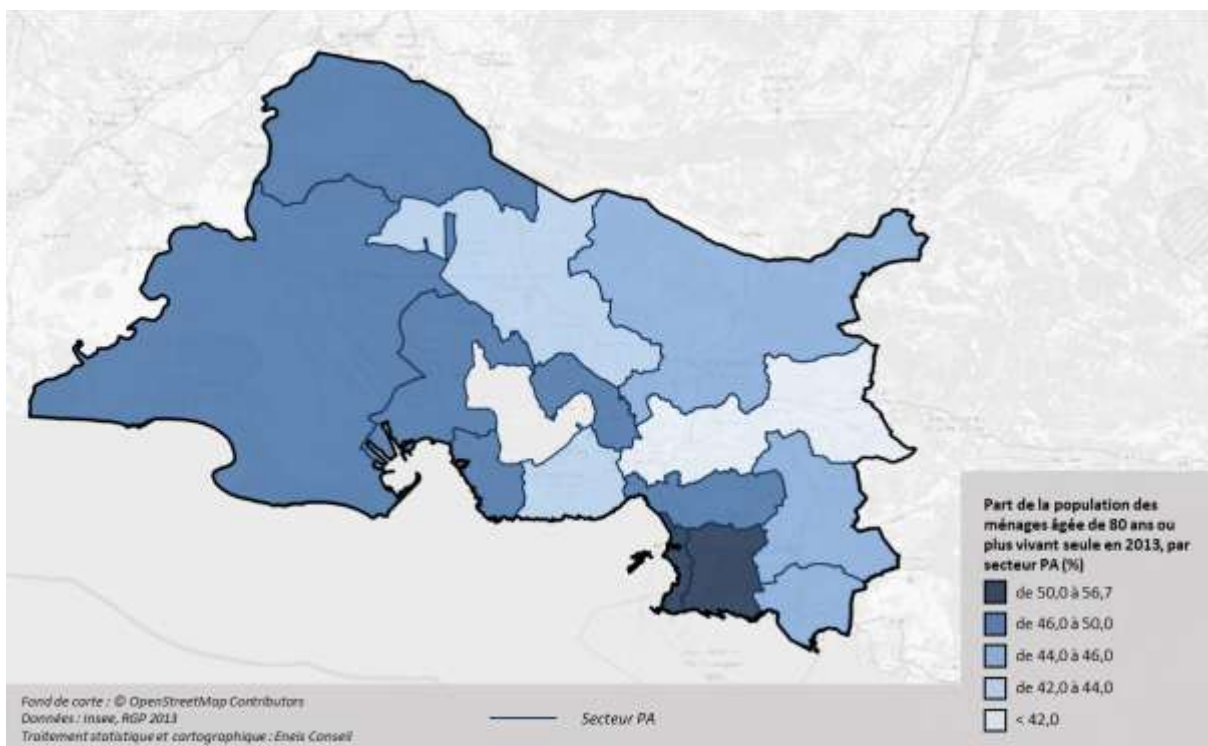 Part de la population des
ménages âgée de 80 ans ou
plus vivant seule en 2013, par
secteur PA (%)
de 50,0 à 56,7
de 46,0 à 50,0
de 44,0 à 46,0
de 42,0 à 44,0
< 42,0
Fond de carte : © OpenStreetMap Contributors
Données : Insee, RGP 2013
Traitement statistique et cartographique : Eneis Conseil
Secteur PA